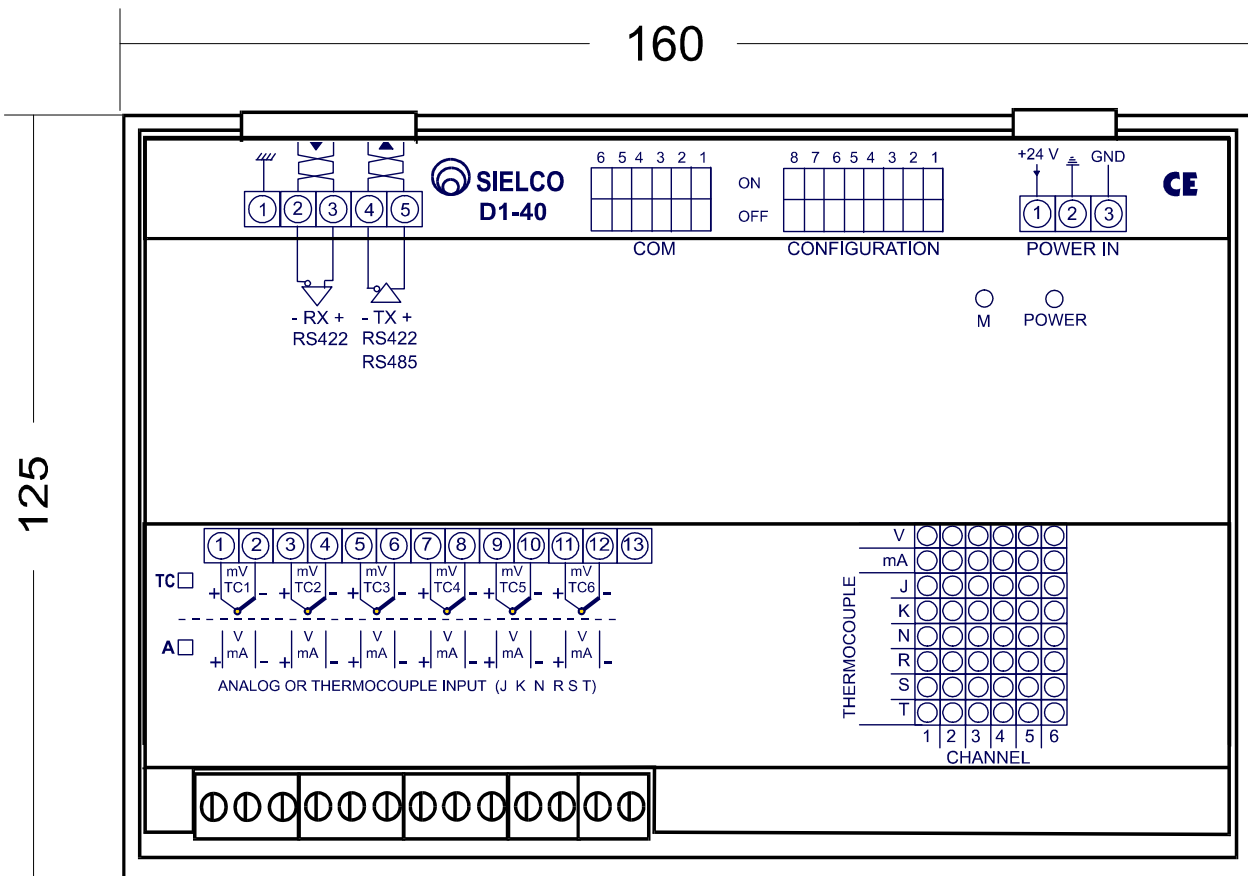 160
125
SIELCO
D1-40
1 2 3 4 5
- RX +
RS422
- TX +
RS422
RS485
6 5 4 3 2 1
COM
ON
OFF
8 7 6 5 4 3 2 1
CONFIGURATION
+24 V GND
1 2 3
POWER IN
CE
M
POWER
1 2 3 4 5 6 7 8 9 10 11 12 13
TC
mV mV mV mV mV mV
TC1 TC2 TC3 TC4 TC5 TC6
+ - + - + - + - + - + -
A
V V V V V V
mA mA mA mA mA mA
+ - + - + - + - + - + -
ANALOG OR THERMOCOUPLE INPUT (J K N R S T)
THERMOCOUPLE
V
mA
J
K
N
R
S
T
1 2 3 4 5 6
CHANNEL